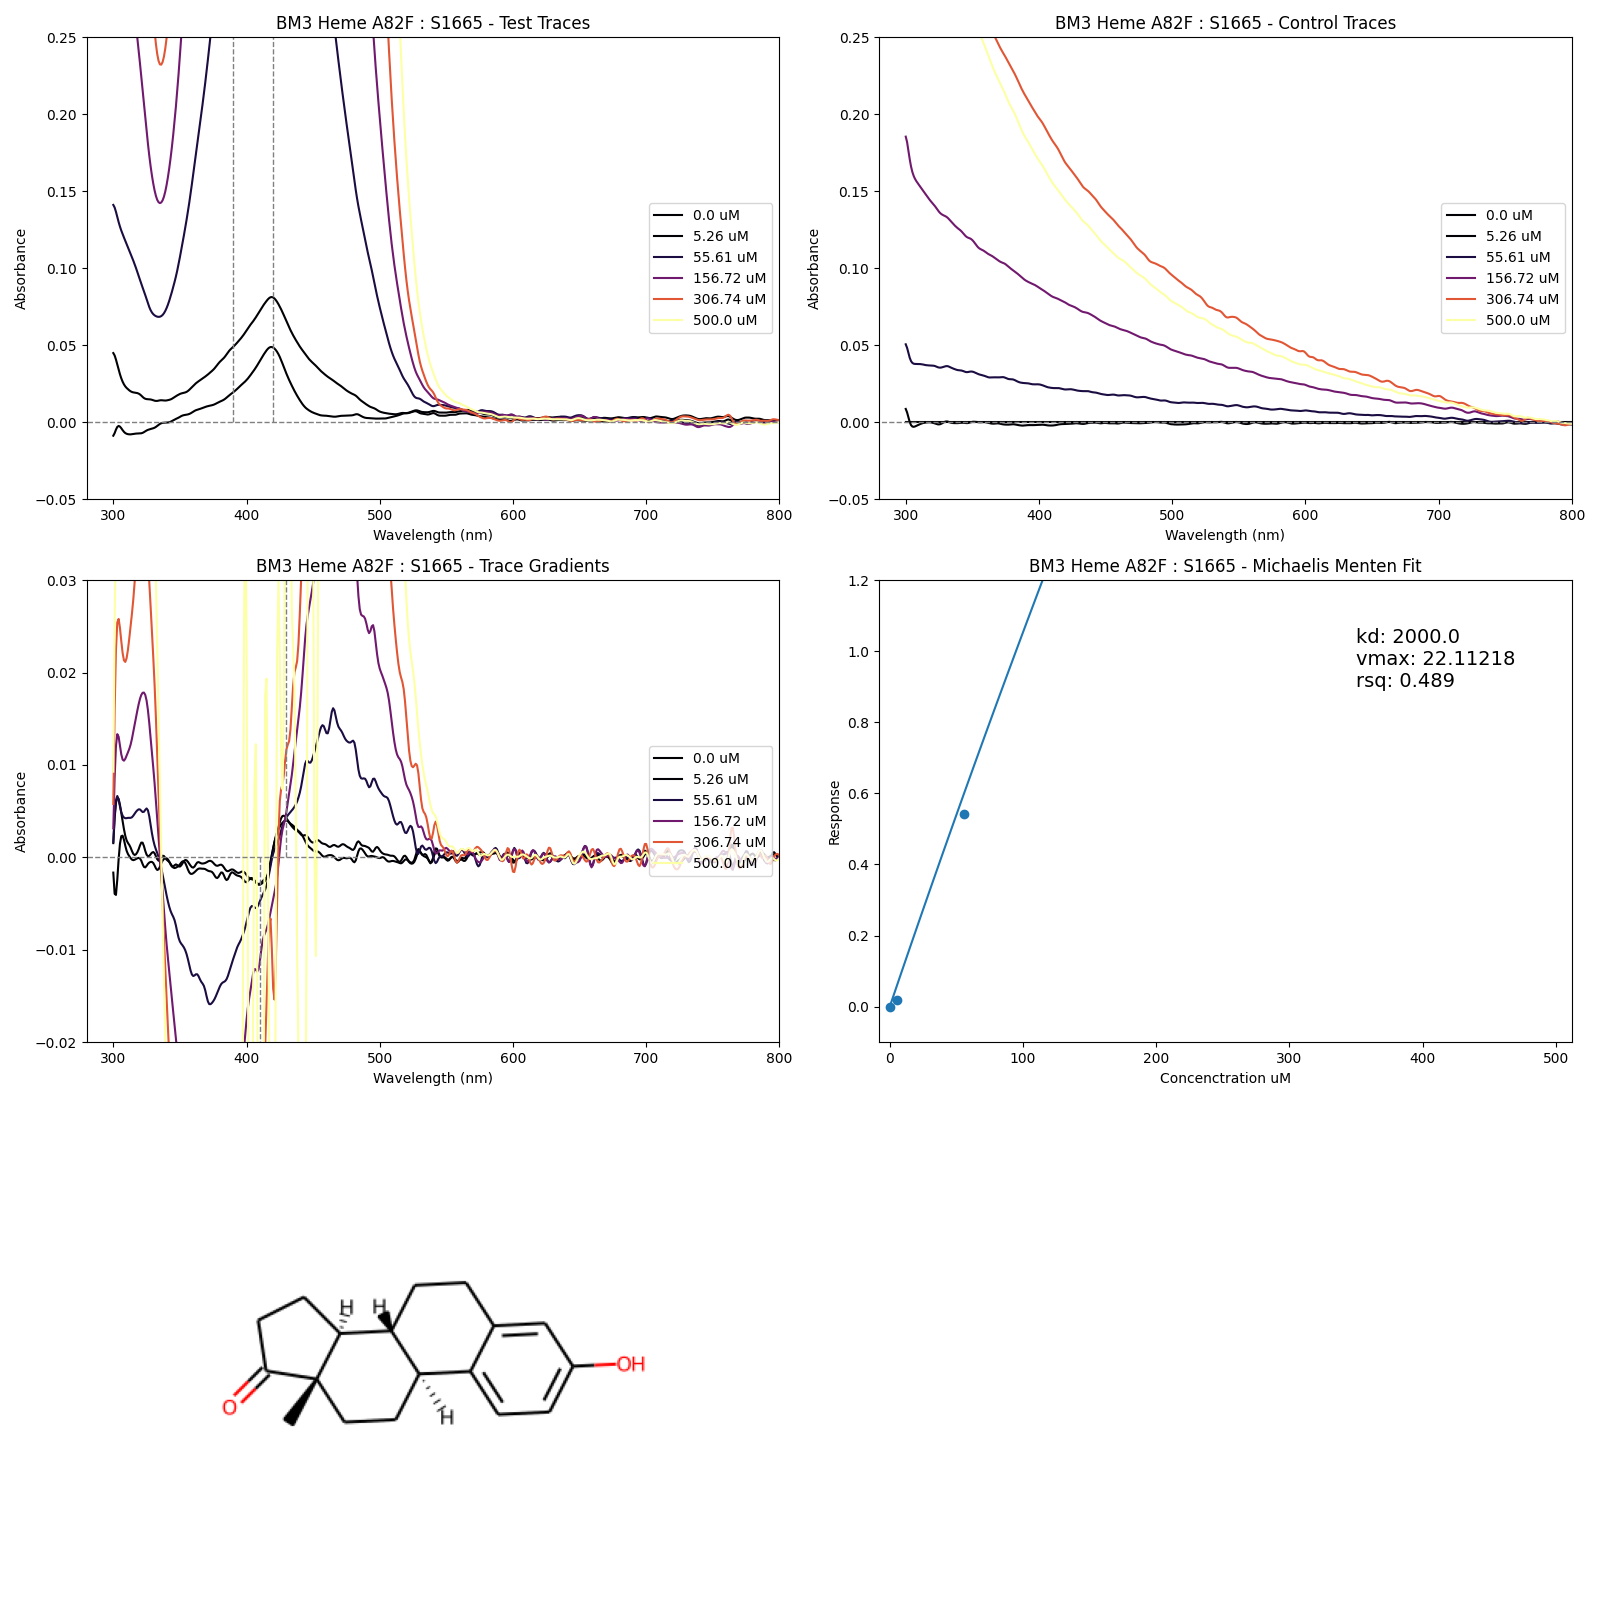 BM3 Heme A82F : S1665 - Test Traces
0.25
0.20
0.15
0.10
0.05
0.00
−0.05
Absorbance
300 400 500 600 700 800
Wavelength (nm)
0.0 uM
5.26 uM
55.61 uM
156.72 uM
306.74 uM
500.0 uM
BM3 Heme A82F : S1665 - Control Traces
0.25
0.20
0.15
0.10
0.05
0.00
−0.05
Absorbance
300 400 500 600 700 800
Wavelength (nm)
0.0 uM
5.26 uM
55.61 uM
156.72 uM
306.74 uM
500.0 uM
BM3 Heme A82F : S1665 - Trace Gradients
0.03
0.02
0.01
0.00
−0.01
−0.02
Absorbance
300 400 500 600 700 800
Wavelength (nm)
0.0 uM
5.26 uM
55.61 uM
156.72 uM
306.74 uM
500.0 uM
BM3 Heme A82F : S1665 - Michaelis Menten Fit
1.2
1.0
0.8
0.6
0.4
0.2
0.0
Response
0 100 200 300 400 500
Concenctration uM
kd: 2000.0
vmax: 22.11218
rsq: 0.489
H H
OH
O
H